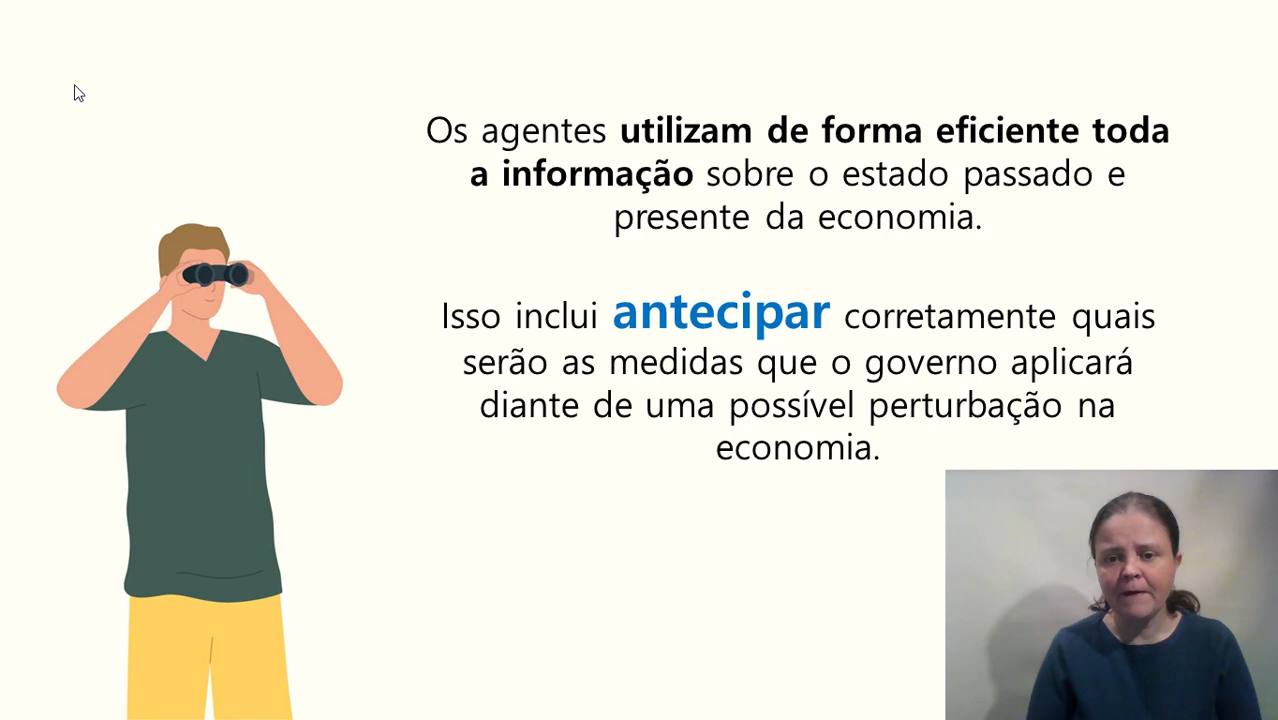 Os agentes utilizam de forma eficiente toda
a informação sobre o estado passado e
presente da economia.
Isso inclui antecipar corretamente quais
serão as medidas que o governo aplicará
diante de uma possível perturbação na
economia.